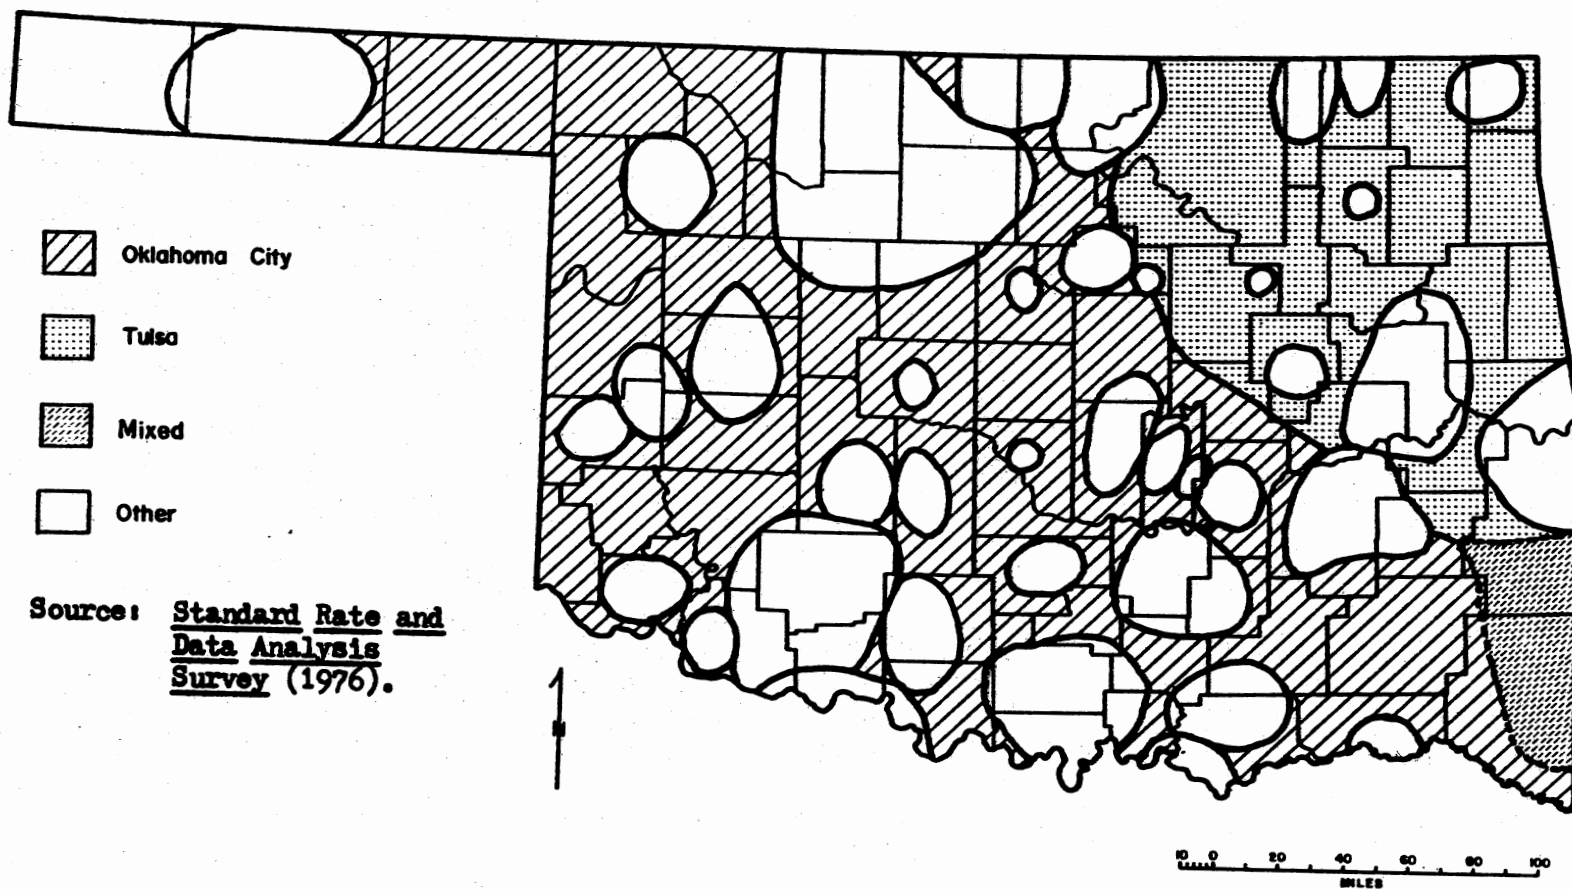 Oklahoma City
Tulsa
Mixed
Other
Source: Standard Rate and
Data Analysis
Survey (1976).
N
10 0 20 40 60 80 100
MILES